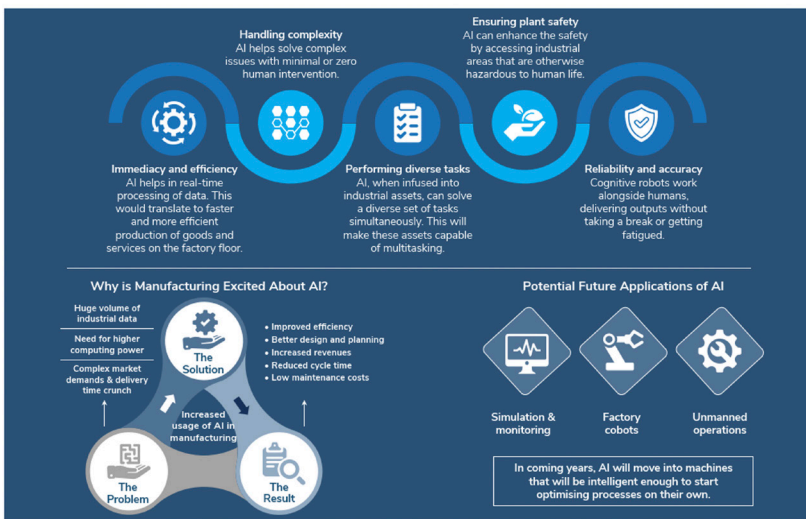 Handling complexity
AI helps solve complex
issues with minimal or zero
human intervention.
Ensuring plant safety
AI can enhance the safety
by accessing industrial
areas that are otherwise
hazardous to human life.
Immediacy and efficiency
AI helps in real-time
processing of data. This
would translate to faster
and more efficient
production of goods and
services on the factory floor.
Performing diverse tasks
AI, when infused into
industrial assets, can solve
a diverse set of tasks
simultaneously. This will
make these assets capable
of multitasking.
Reliability and accuracy
Cognitive robots work
alongside humans,
delivering outputs without
taking a break or getting
fatigued.
Why is Manufacturing Excited About AI?
Huge volume of
industrial data
Need for higher
computing power
Complex market
demands & delivery
time crunch
The
Solution
• Improved efficiency
• Better design and planning
• Increased revenues
• Reduced cycle time
• Low maintenance costs
Increased
usage of AI in
manufacturing
The
Problem
The
Result
Potential Future Applications of AI
Simulation &
monitoring
Factory
cobots
Unmanned
operations
In coming years, AI will move into machines
that will be intelligent enough to start
optimising processes on their own.